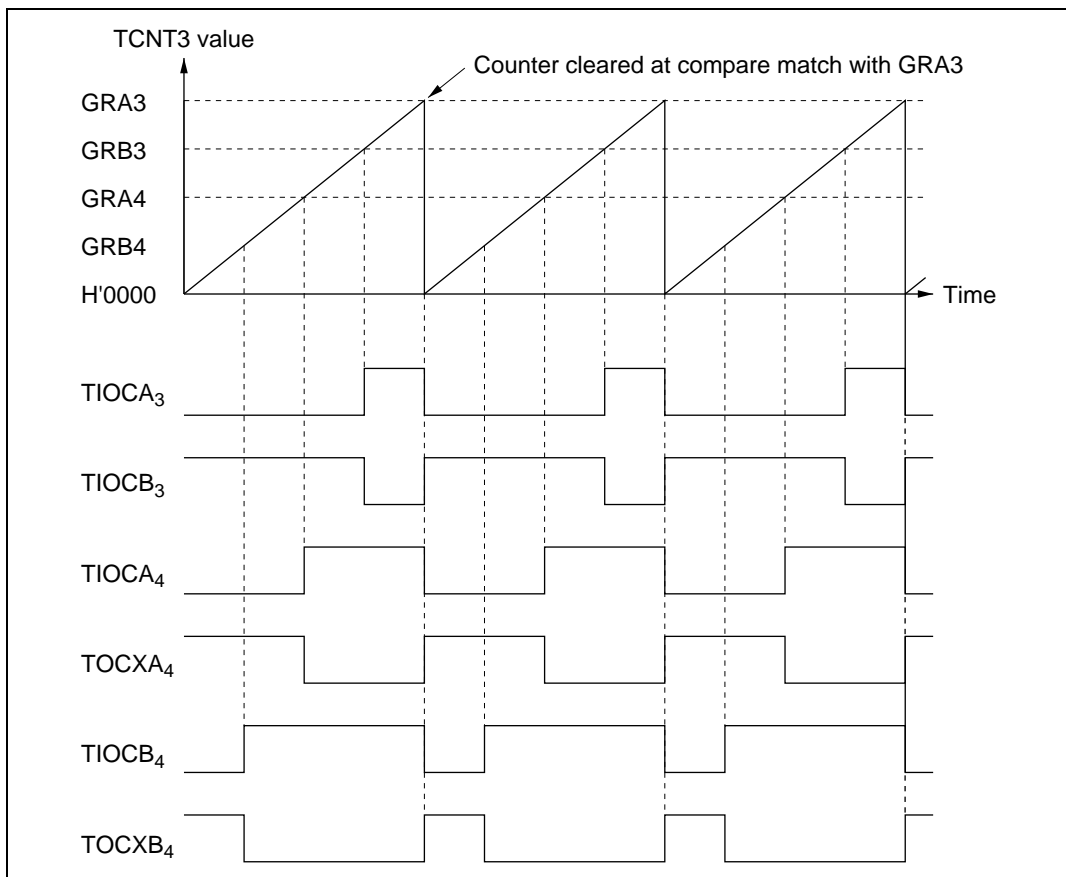 TCNT3 value
Counter cleared at compare match with GRA3
GRA3
GRB3
GRA4
GRB4
H'0000
Time
TIOCA3
TIOCB3
TIOCA4
TOCXA4
TIOCB4
TOCXB4